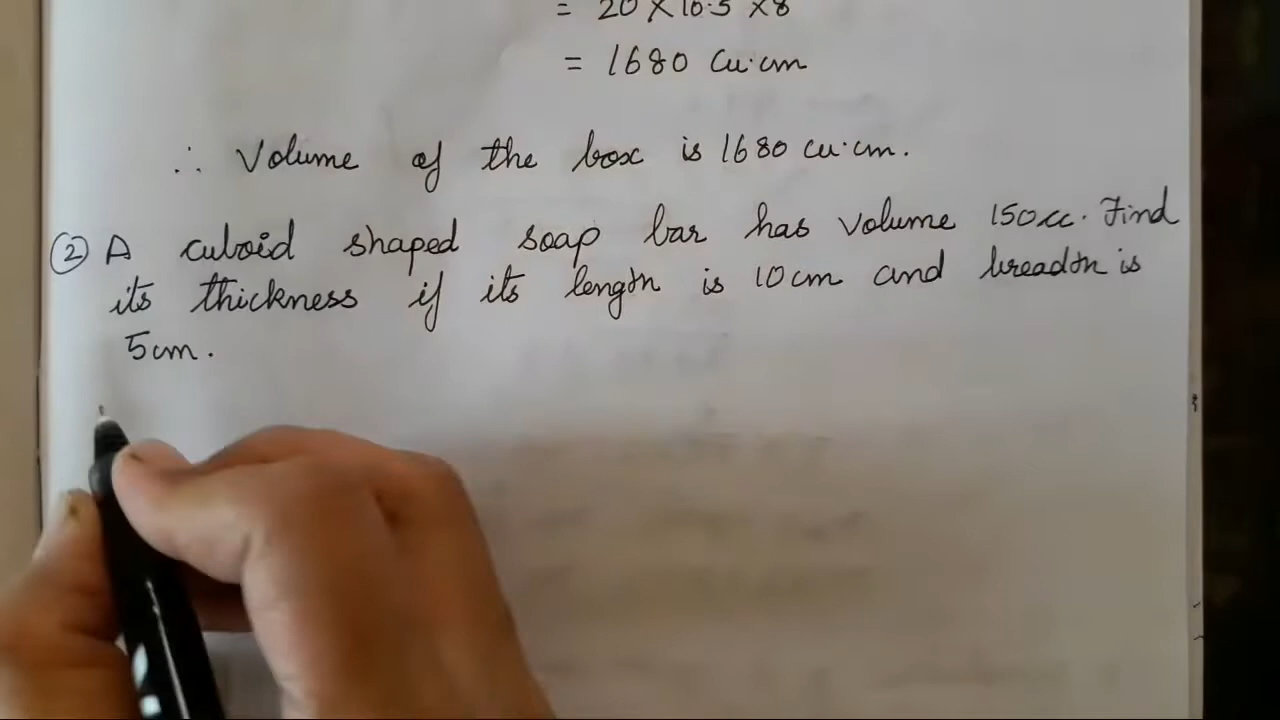 = 20 × 10.5 × 8
= 1680 Cu.cm
∴ Volume of the box is 1680 cu.cm.
② A cuboid shaped soap bar has volume 150cc. Find
its thickness if its length is 10cm and breadth is
5cm.